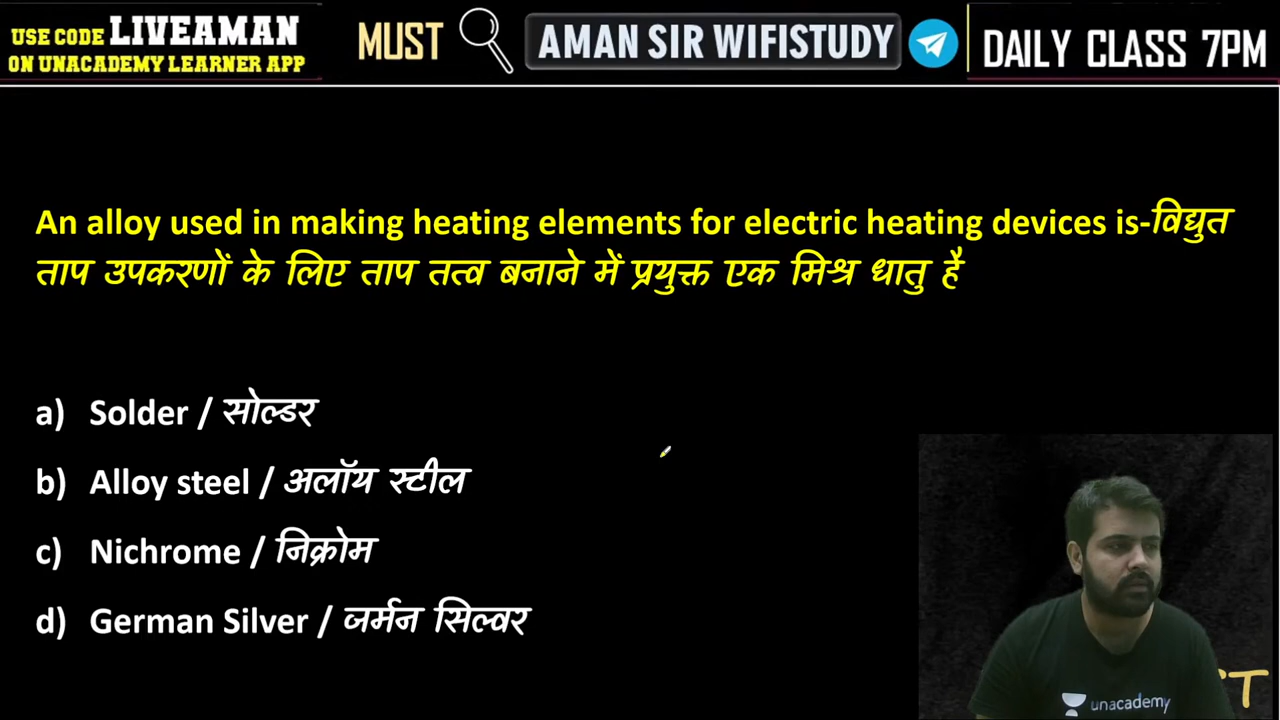 USE CODE LIVEAMAN
ON UNACADEMY LEARNER APP
MUST
AMAN SIR WIFISTUDY
DAILY CLASS 7PM
An alloy used in making heating elements for electric heating devices is-विद्युत
ताप उपकरणों के लिए ताप तत्व बनाने में प्रयुक्त एक मिश्र धातु है
a) Solder / सोल्डर
b) Alloy steel / अलॉय स्टील
c) Nichrome / निक्रोम
d) German Silver / जर्मन सिल्वर
unacademy